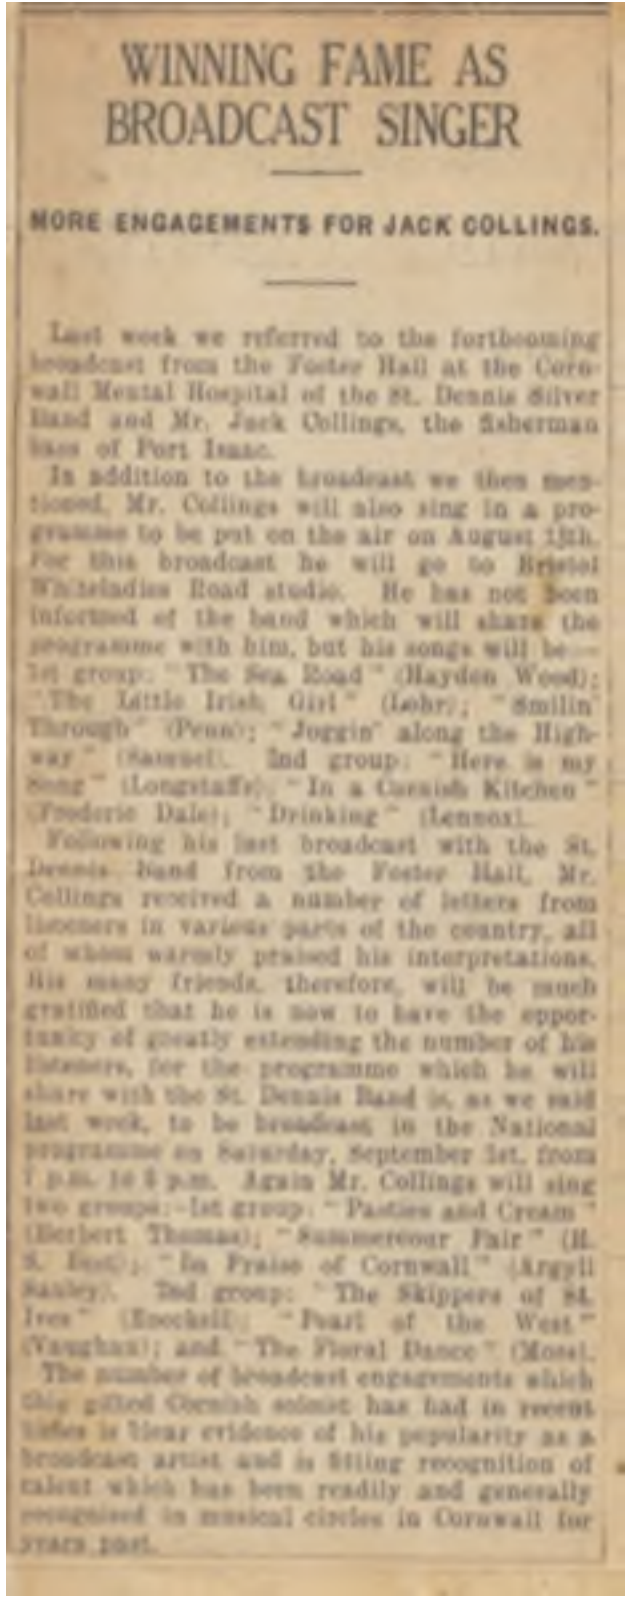 WINNING FAME AS
BROADCAST SINGER
MORE ENGAGEMENTS FOR JACK COLLINGS.
Last week we referred to the forthcoming
broadcast from the Foster Hall at the Corn-
wall Mental Hospital of the St. Dennis Silver
Band and Mr. Jack Collings, the fisherman
bass of Port Isaac.
In addition to the broadcast we then men-
tioned, Mr. Collings will also sing in a pro-
gramme to be put on the air on August
For this broadcast he will go to Bristol
Whiteladies Road studio. He has not been
informed of the band which will share the
programme with him, but his songs will be:—
1st group: "The Sea Road" (Hayden Wood);
"The Little Irish Girl" (Lohr); "Smilin'
Through" (Penn); "Joggin' along the High-
way" (Samuel). 2nd group: "Here is my
Song" (Longstaffe); "In a Cornish Kitchen"
(Frederic Dale); "Drinking" (Lennox).
Following his last broadcast with the St.
Dennis band from the Foster Hall, Mr.
Collings received a number of letters from
listeners in various parts of the country, all
of whom warmly praised his interpretations.
His many friends, therefore, will be much
gratified that he is now to have the oppor-
tunity of greatly extending the number of his
listeners, for the programme which he will
share with the St. Dennis Band is, as we said
last week, to be broadcast in the National
programme on Saturday, September 1st, from
7 p.m. to 8 p.m. Again Mr. Collings will sing
two groups:—1st group: "Pasties and Cream"
(Herbert Thomas); "Summercour Fair" (H.
S. "In Praise of Cornwall" (Argyll
2nd group: "The Skippers of St.
Ives" "Pearl of the West"
(Vaughan); and "The Floral Dance" (Moss).
The number of broadcast engagements which
this gifted Cornish soloist has had in recent
times is clear evidence of his popularity as a
broadcast artist and is fitting recognition of
talent which has been readily and generally
recognised in musical circles in Cornwall for
years past.